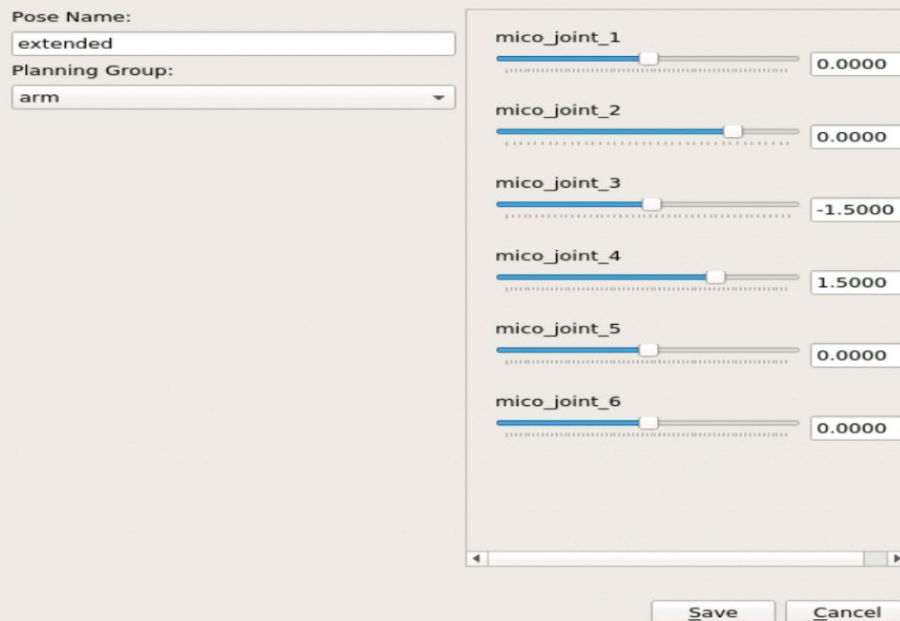 Pose Name:
extended
Planning Group:
arm
mico_joint_1
0.0000
mico_joint_2
0.0000
mico_joint_3
-1.5000
mico_joint_4
1.5000
mico_joint_5
0.0000
mico_joint_6
0.0000
Save
Cancel